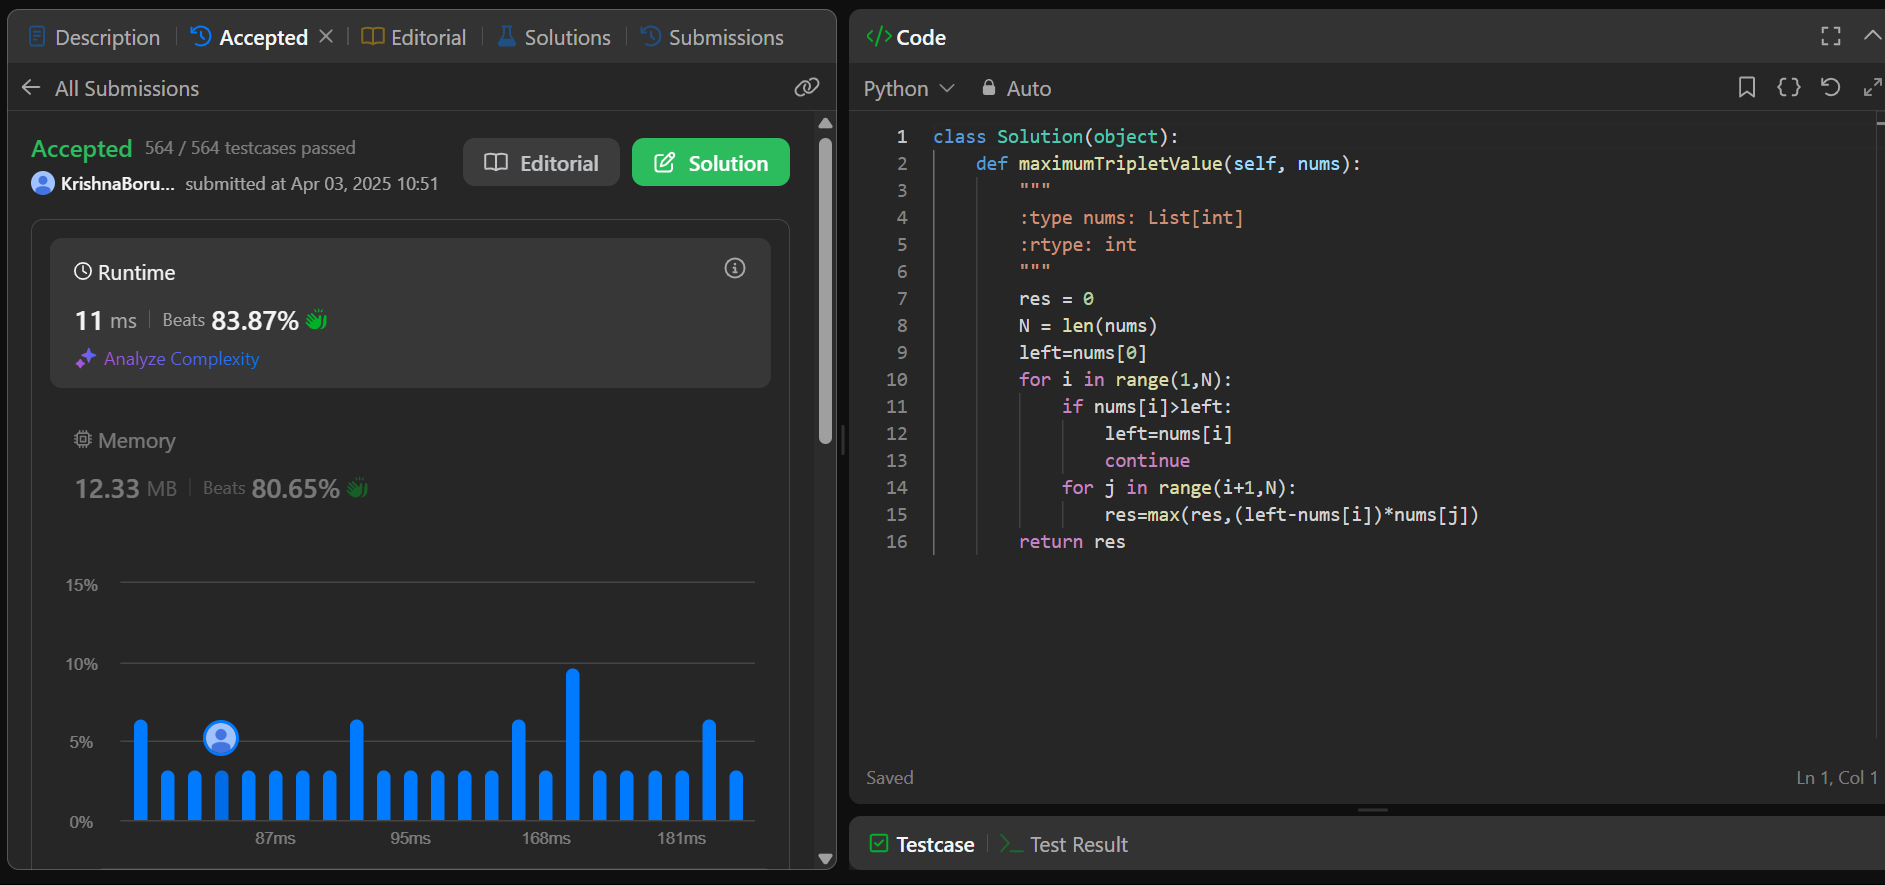 Description Accepted Editorial Solutions Submissions
All Submissions
Accepted 564 / 564 testcases passed
KrishnaBoru... submitted at Apr 03, 2025 10:51
Editorial Solution
Runtime
11 ms Beats 83.87%
Analyze Complexity
Memory
12.33 MB Beats 80.65%
15%
10%
5%
0%
87ms 95ms 168ms 181ms
</> Code
Python Auto
1 class Solution(object):
2     def maximumTripletValue(self, nums):
3         """
4         :type nums: List[int]
5         :rtype: int
6         """
7         res = 0
8         N = len(nums)
9         left=nums[0]
10         for i in range(1,N):
11             if nums[i]>left:
12                 left=nums[i]
13                 continue
14             for j in range(i+1,N):
15                 res=max(res,(left-nums[i])*nums[j])
16         return res
Saved Ln 1, Col 1
Testcase >_ Test Result